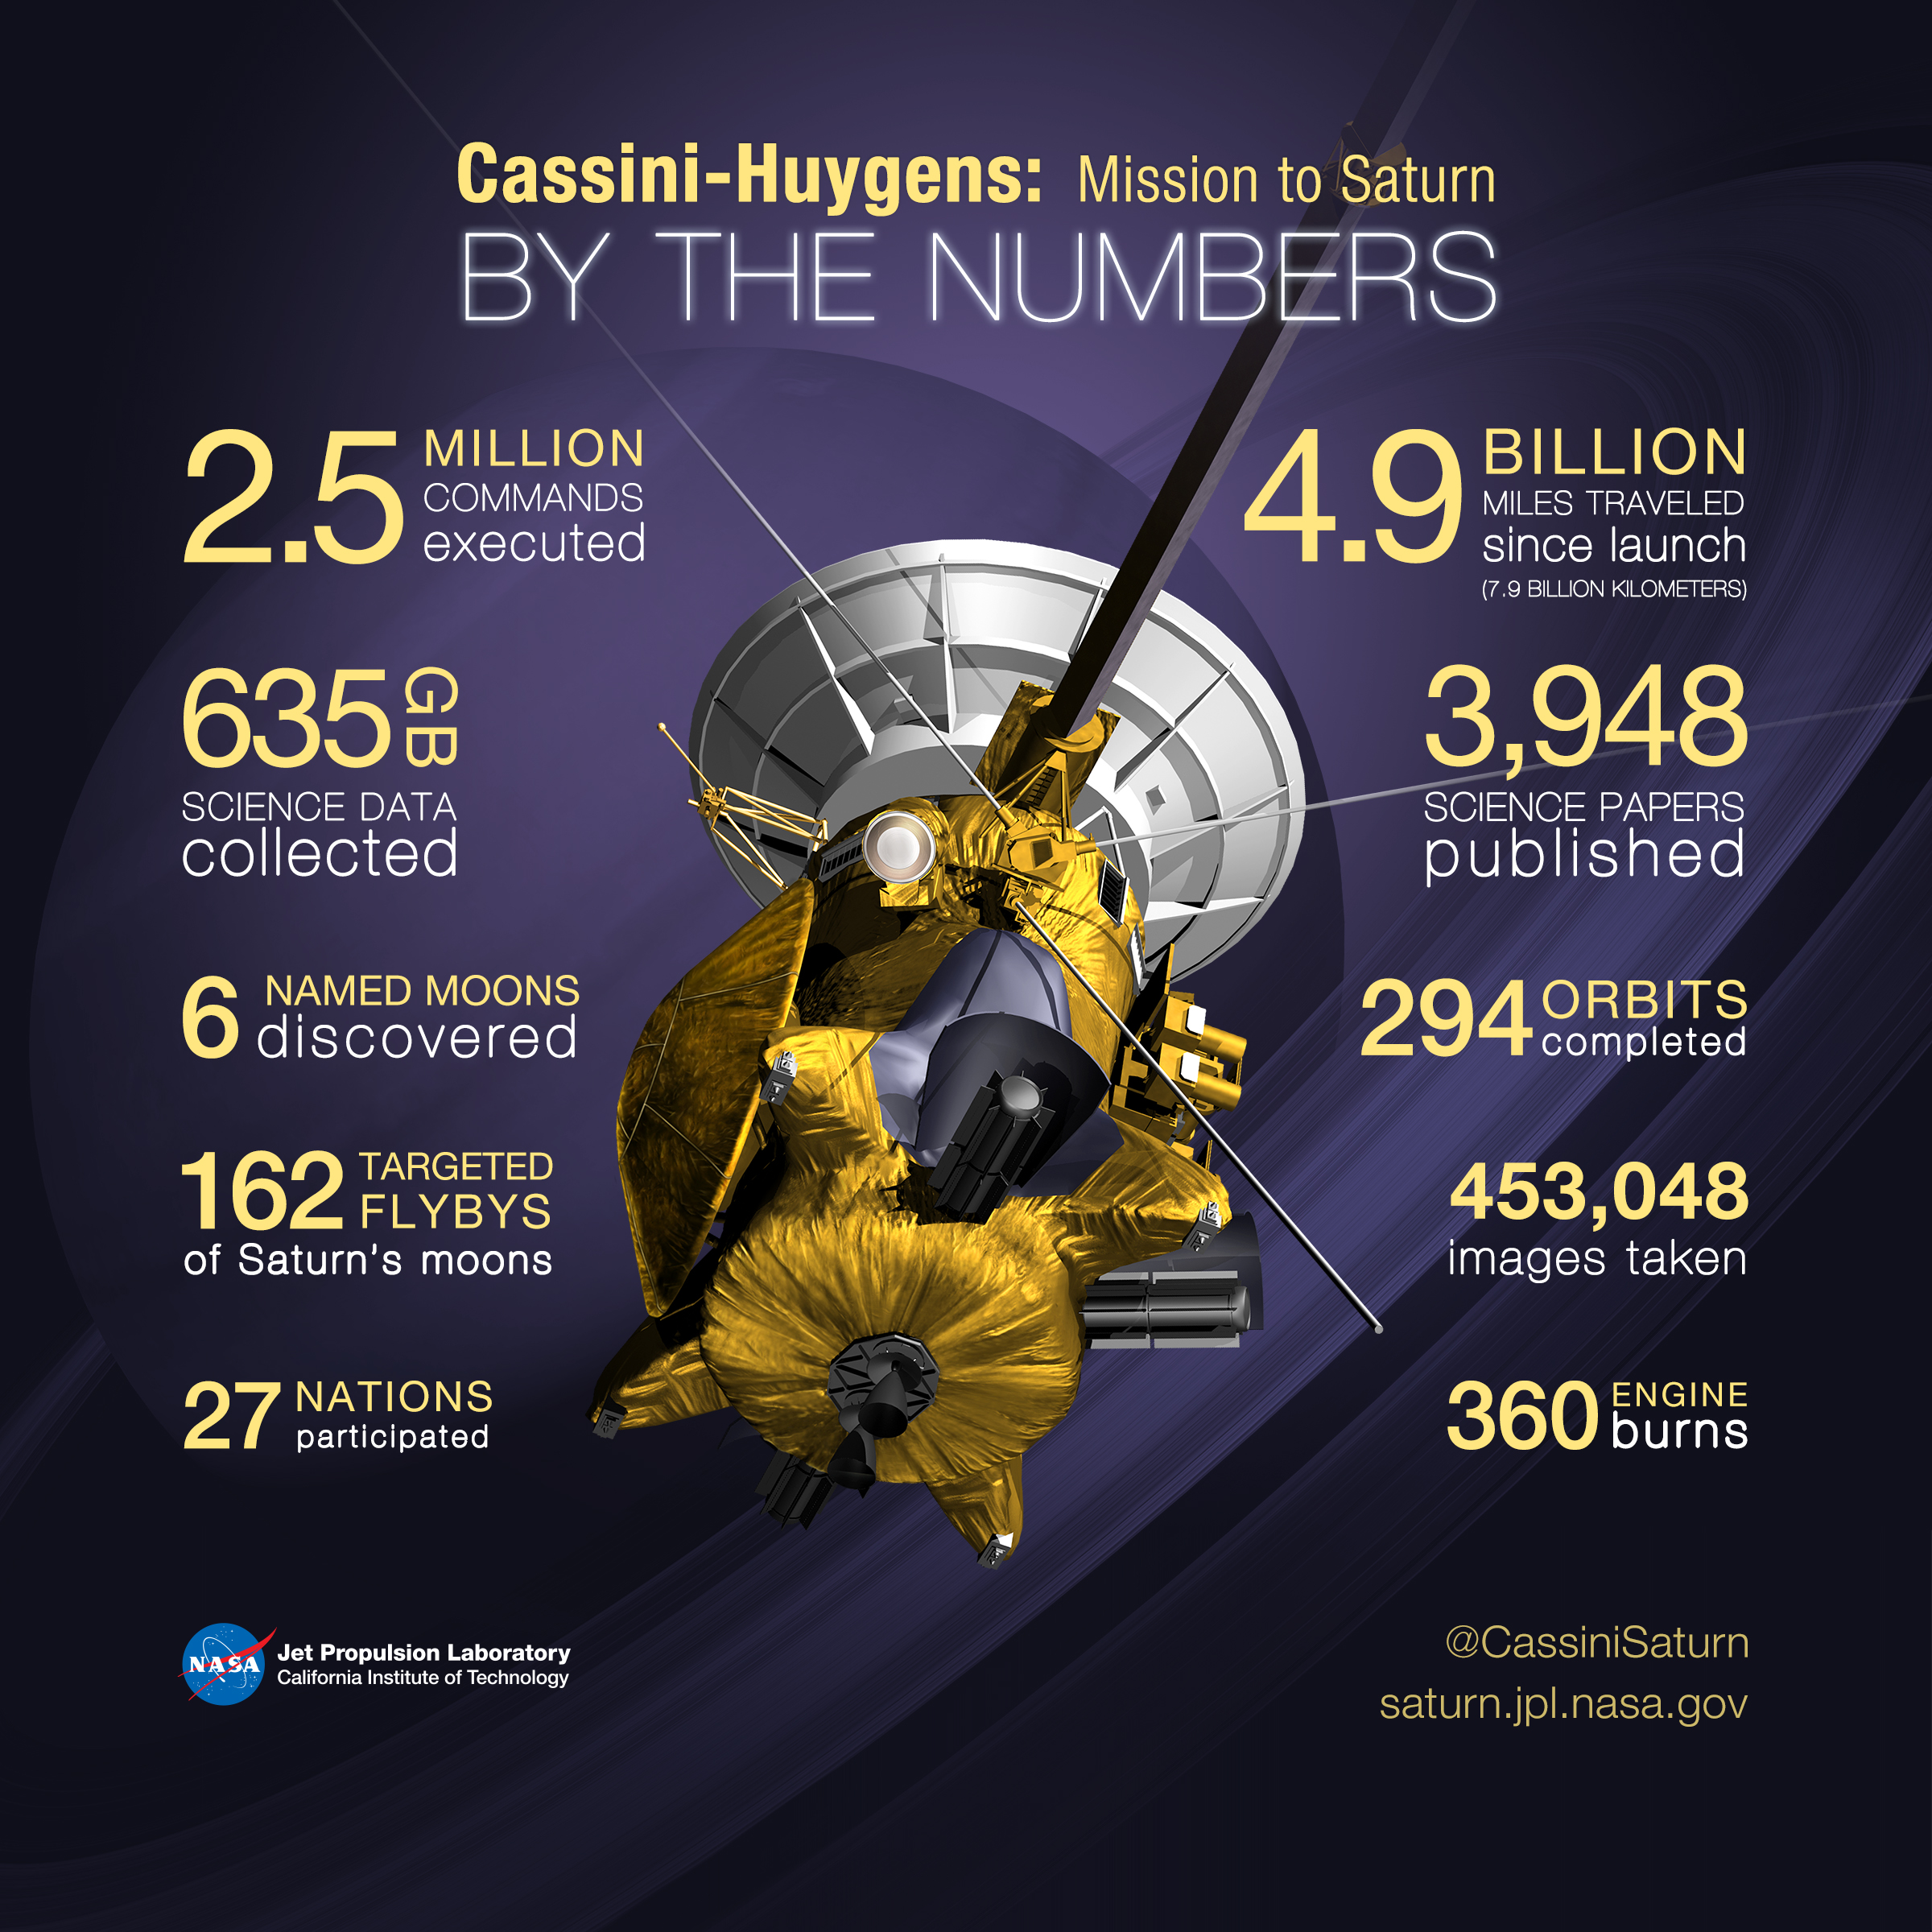 Cassini-Huygens: Mission to Saturn
BY THE NUMBERS
2.5 MILLION
COMMANDS
executed
635 GB
SCIENCE DATA
collected
6 NAMED MOONS
discovered
162 TARGETED
FLYBYS
of Saturn's moons
27 NATIONS
participated
4.9 BILLION
MILES TRAVELED
since launch
(7.9 BILLION KILOMETERS)
3,948
SCIENCE PAPERS
published
294 ORBITS
completed
453,048
images taken
360 ENGINE
burns
NASA
Jet Propulsion Laboratory
California Institute of Technology
@CassiniSaturn
saturn.jpl.nasa.gov